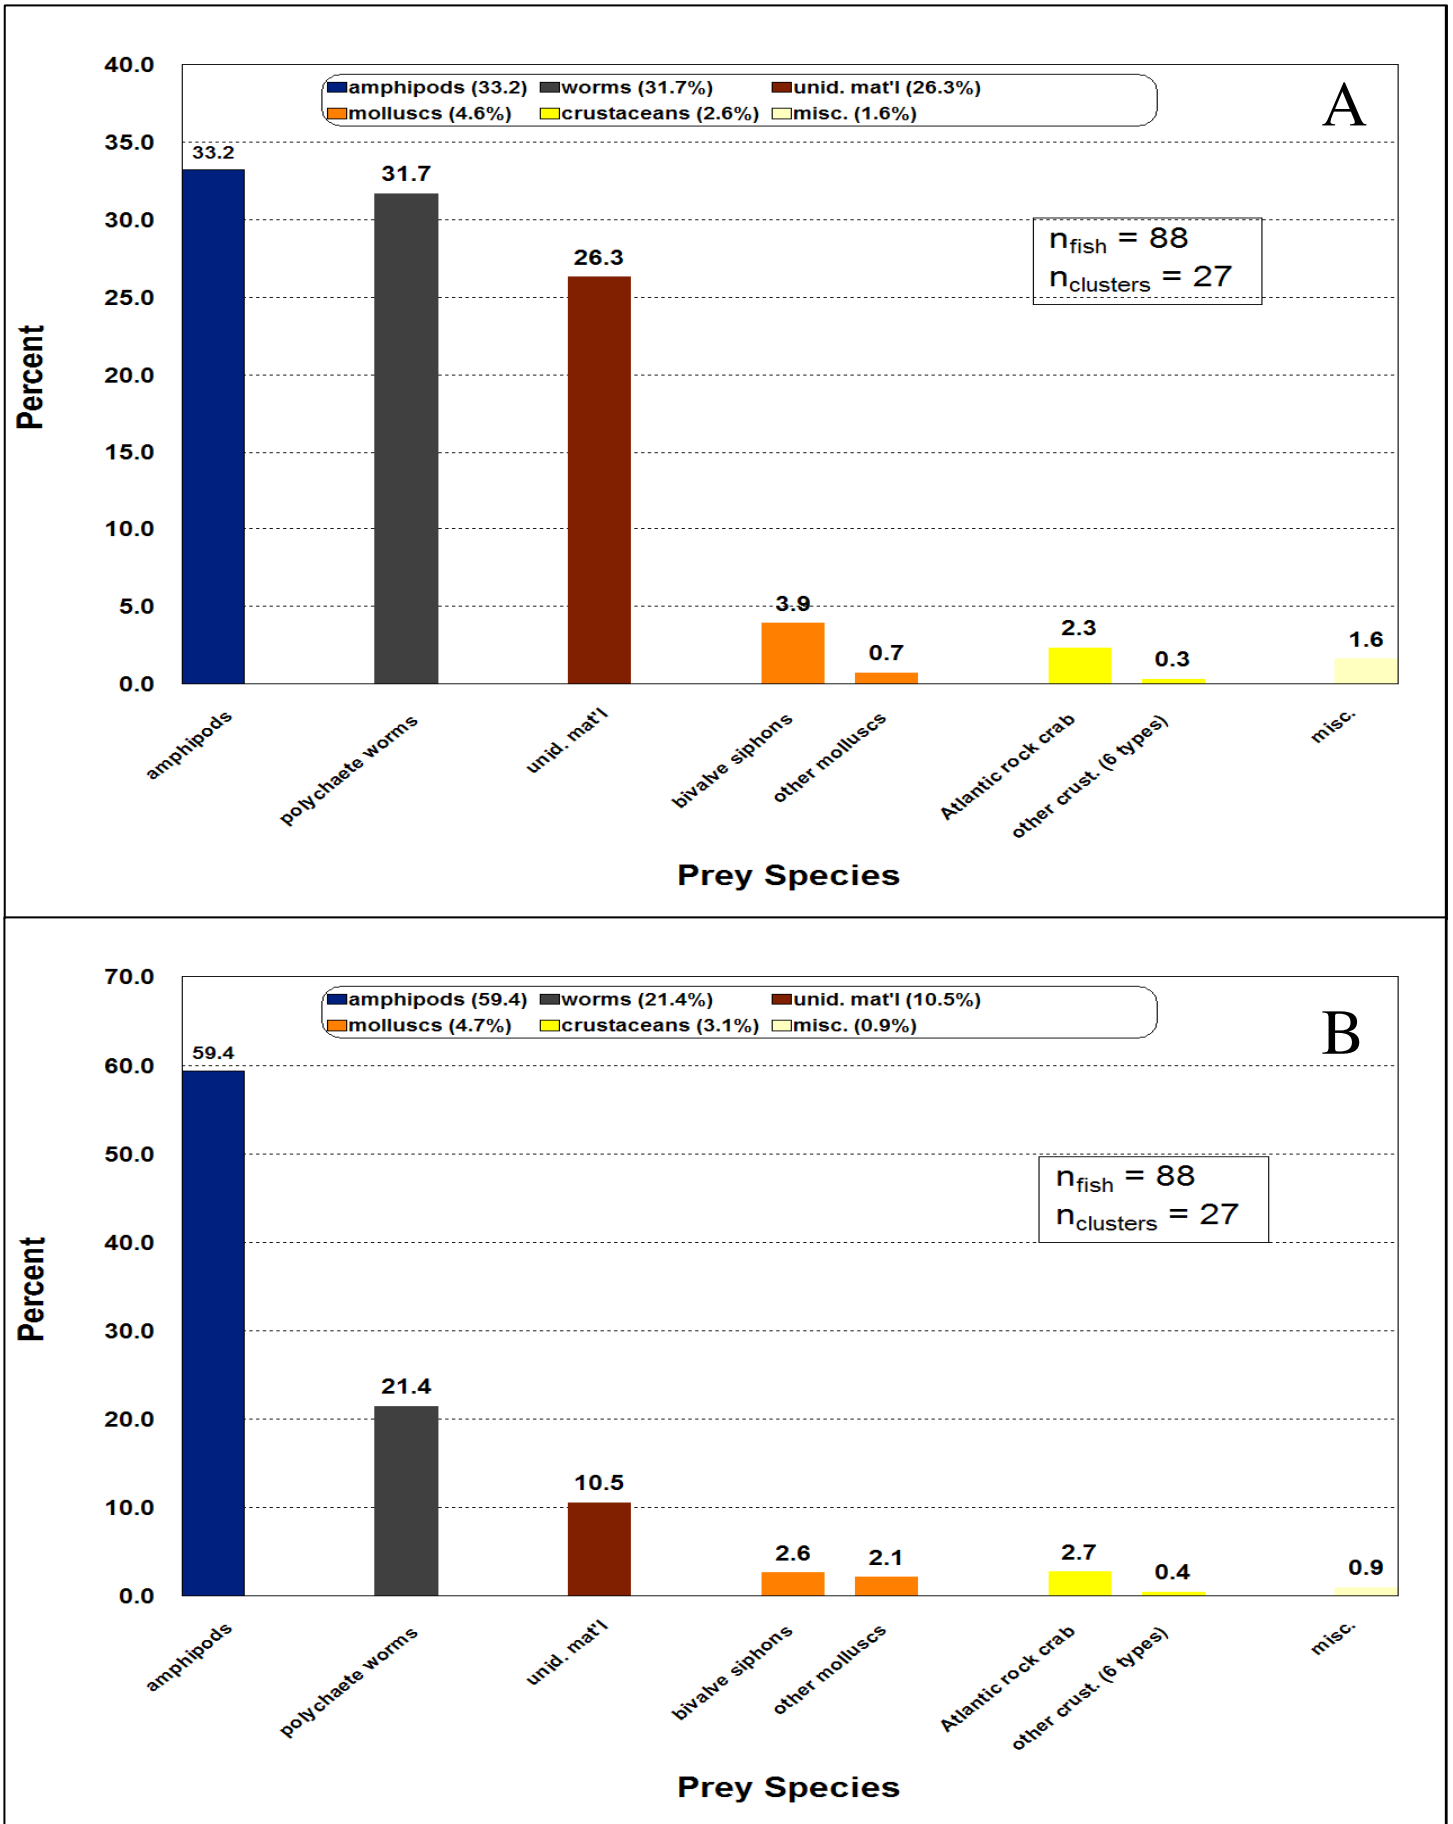 40.0
35.0
30.0
25.0
20.0
15.0
10.0
5.0
0.0
Percent
amphipods (33.2) worms (31.7%) unid. mat'l (26.3%)
molluscs (4.6%) crustaceans (2.6%) misc. (1.6%)
A
nfish = 88
nclusters = 27
33.2
31.7
26.3
3.9
0.7
2.3
0.3
1.6
amphipods
polychaete worms
unid. mat'l
bivalve siphons
other molluscs
Atlantic rock crab
other crust. (6 types)
misc.
Prey Species
70.0
60.0
50.0
40.0
30.0
20.0
10.0
0.0
Percent
amphipods (59.4) worms (21.4%) unid. mat'l (10.5%)
molluscs (4.7%) crustaceans (3.1%) misc. (0.9%)
B
nfish = 88
nclusters = 27
59.4
21.4
10.5
2.6
2.1
2.7
0.4
0.9
amphipods
polychaete worms
unid. mat'l
bivalve siphons
other molluscs
Atlantic rock crab
other crust. (6 types)
misc.
Prey Species